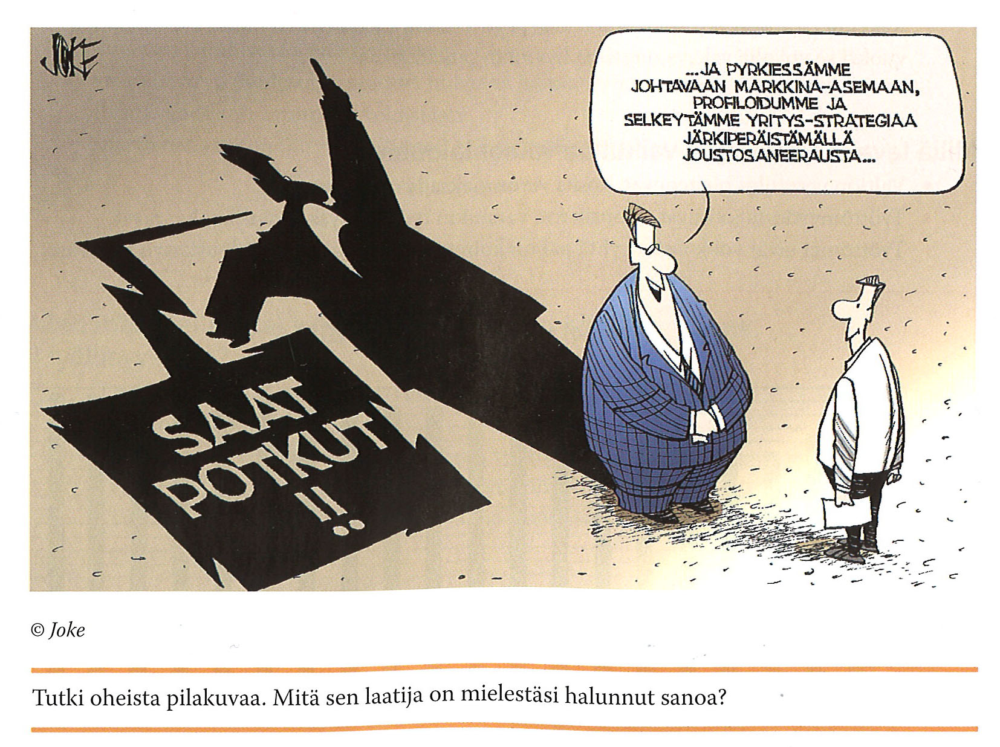 JOKE
...JA PYRKIESSÄMME
JOHTAVAAN MARKKINA-ASEMAAN,
PROFILOIDUMME JA
SELKEYTÄMME YRITYS-STRATEGIAA
JÄRKIPERÄISTÄMÄLLÄ
JOUSTOSANEERAUSTA...
SAAT
POTKUT
!!
© Joke
Tutki oheista pilakuvaa. Mitä sen laatija on mielestäsi halunnut sanoa?